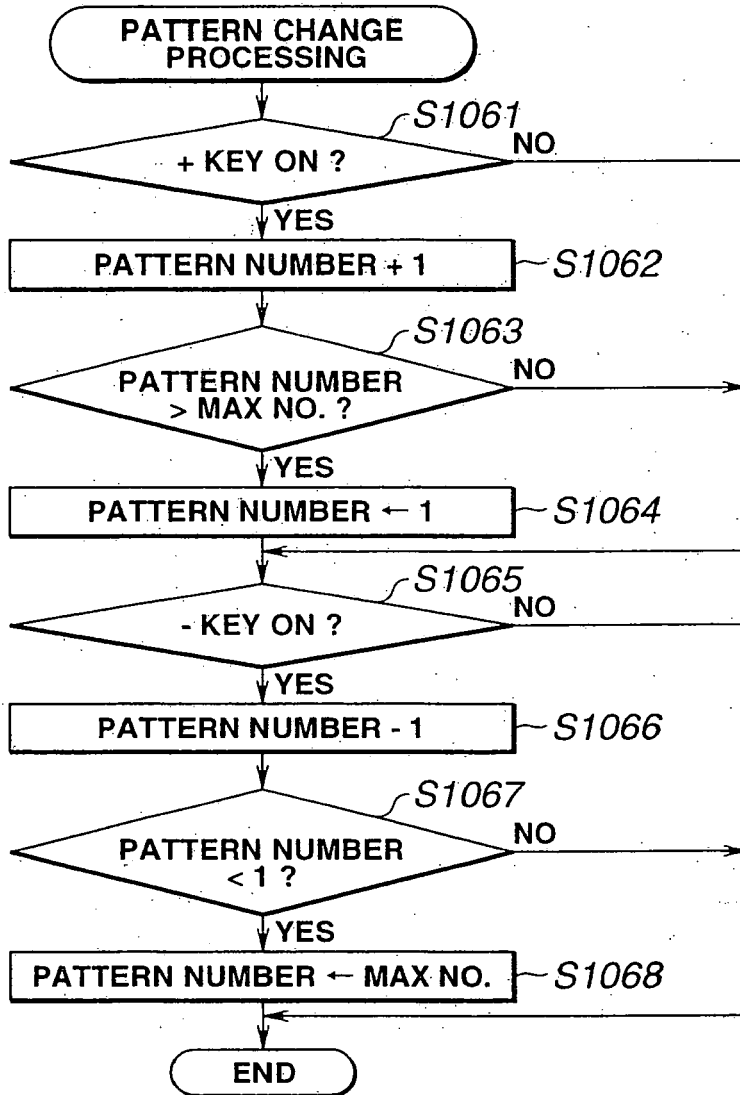 PATTERN CHANGE
PROCESSING
S1061
+ KEY ON ?
NO
YES
PATTERN NUMBER + 1
S1062
S1063
PATTERN NUMBER
> MAX NO. ?
NO
YES
PATTERN NUMBER ← 1
S1064
S1065
- KEY ON ?
NO
YES
PATTERN NUMBER - 1
S1066
S1067
PATTERN NUMBER
< 1 ?
NO
YES
PATTERN NUMBER ← MAX NO.
S1068
END